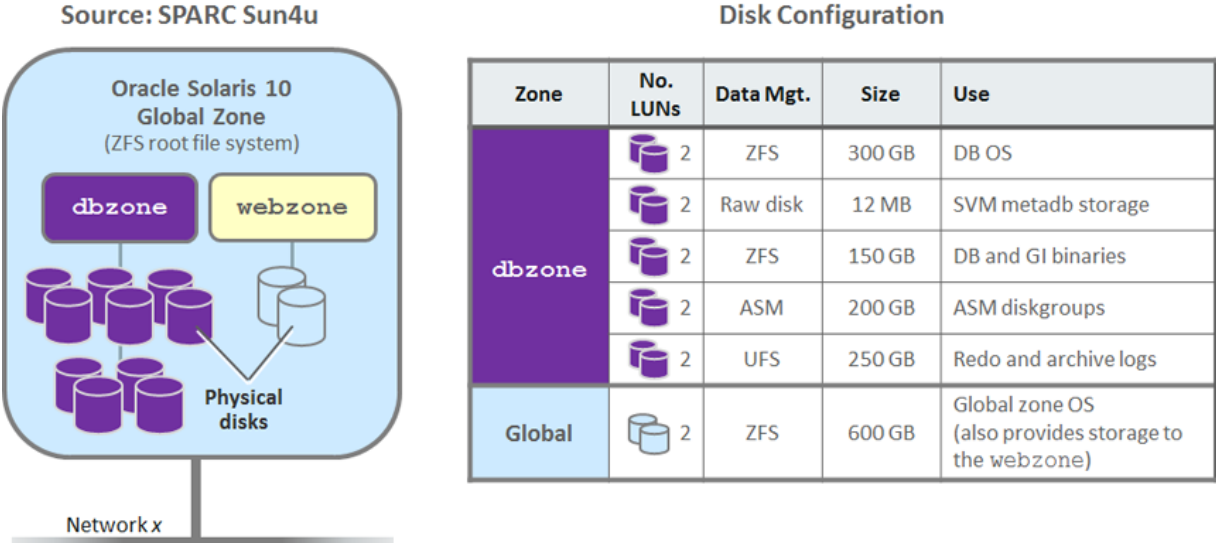 Source: SPARC Sun4u
Oracle Solaris 10
Global Zone
(ZFS root file system)
dbzone
webzone
Physical
disks
Network x
Disk Configuration
Zone No. LUNs Data Mgt. Size Use
dbzone
2 ZFS 300 GB DB OS
2 Raw disk 12 MB SVM metadb storage
2 ZFS 150 GB DB and GI binaries
2 ASM 200 GB ASM diskgroups
2 UFS 250 GB Redo and archive logs
Global 2 ZFS 600 GB Global zone OS
(also provides storage to
the webzone)